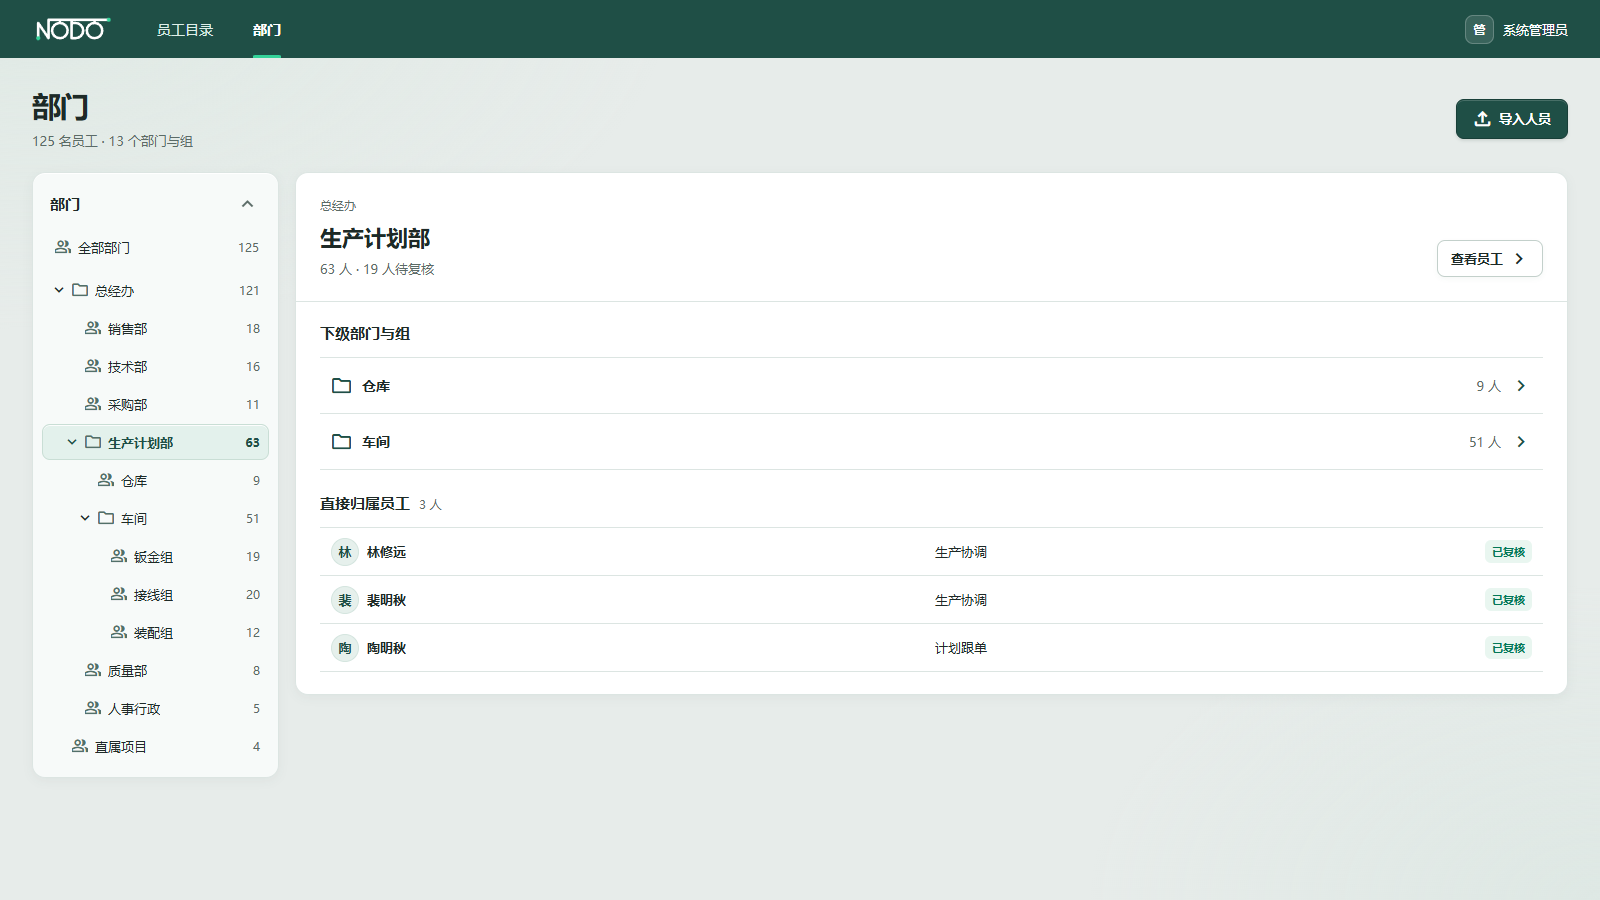 NODO 员工目录 部门 管 系统管理员
部门
125 名员工 · 13 个部门与组
导入人员
部门
全部部门 125
总经办 121
销售部 18
技术部 16
采购部 11
生产计划部 63
仓库 9
车间 51
钣金组 19
接线组 20
装配组 12
质量部 8
人事行政 5
直属项目 4
总经办
生产计划部
63 人 · 19 人待复核
查看员工
下级部门与组
仓库 9 人
车间 51 人
直接归属员工 3 人
林 林修远 生产协调 已复核
裴 裴明秋 生产协调 已复核
陶 陶明秋 计划跟单 已复核